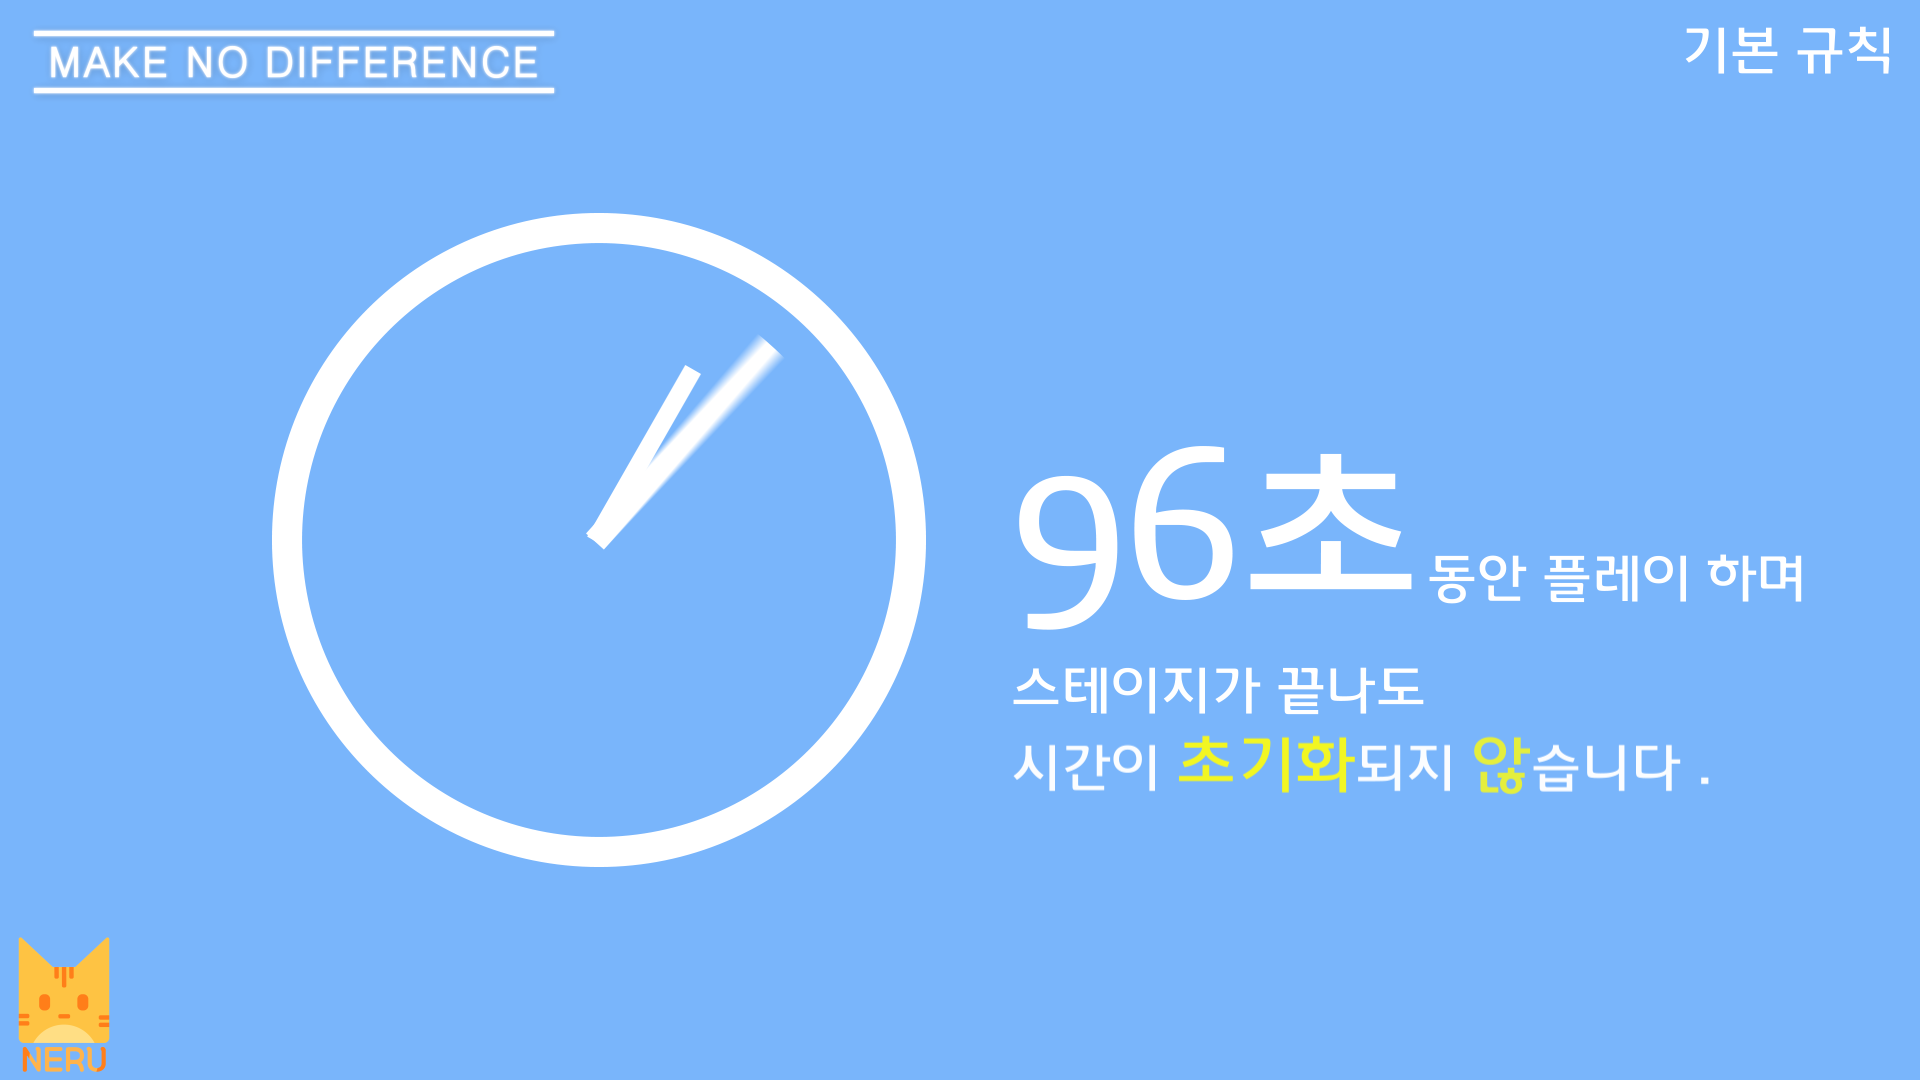 MAKE NO DIFFERENCE
기본 규칙
96초 동안 플레이 하며
스테이지가 끝나도
시간이 초기화되지 않습니다 .
NERU